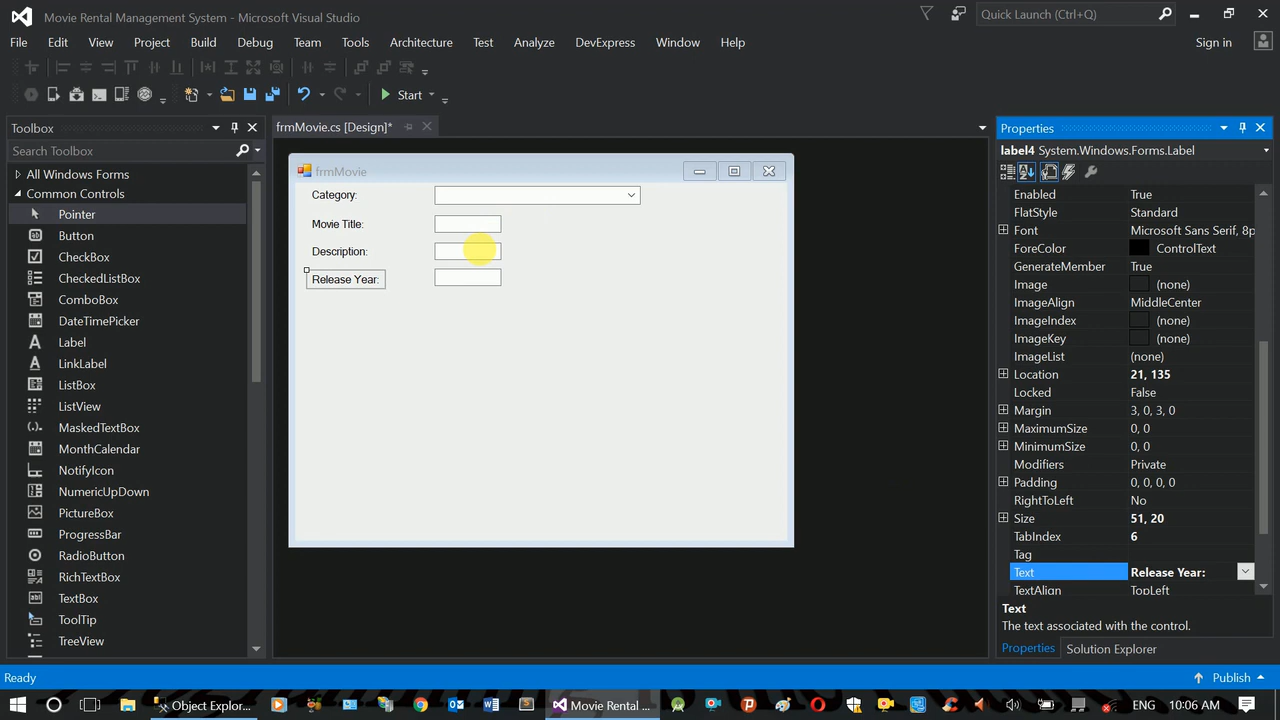 Movie Rental Management System - Microsoft Visual Studio
Quick Launch (Ctrl+Q)
File Edit View Project Build Debug Team Tools Architecture Test Analyze DevExpress Window Help
Sign in
Start
Toolbox
Search Toolbox
All Windows Forms
Common Controls
Pointer
Button
CheckBox
CheckedListBox
ComboBox
DateTimePicker
Label
LinkLabel
ListBox
ListView
MaskedTextBox
MonthCalendar
NotifyIcon
NumericUpDown
PictureBox
ProgressBar
RadioButton
RichTextBox
TextBox
ToolTip
TreeView
frmMovie.cs [Design]*
frmMovie
Category:
Movie Title:
Description:
Release Year:
Properties
label4 System.Windows.Forms.Label
Enabled True
FlatStyle Standard
Font Microsoft Sans Serif, 8p
ForeColor ControlText
GenerateMember True
Image (none)
ImageAlign MiddleCenter
ImageIndex (none)
ImageKey (none)
ImageList (none)
Location 21, 135
Locked False
Margin 3, 0, 3, 0
MaximumSize 0, 0
MinimumSize 0, 0
Modifiers Private
Padding 0, 0, 0, 0
RightToLeft No
Size 51, 20
TabIndex 6
Tag
Text Release Year:
TextAlign TopLeft
Text
The text associated with the control.
Properties Solution Explorer
Ready
Publish
Object Explor...
Movie Rental ...
10:06 AM